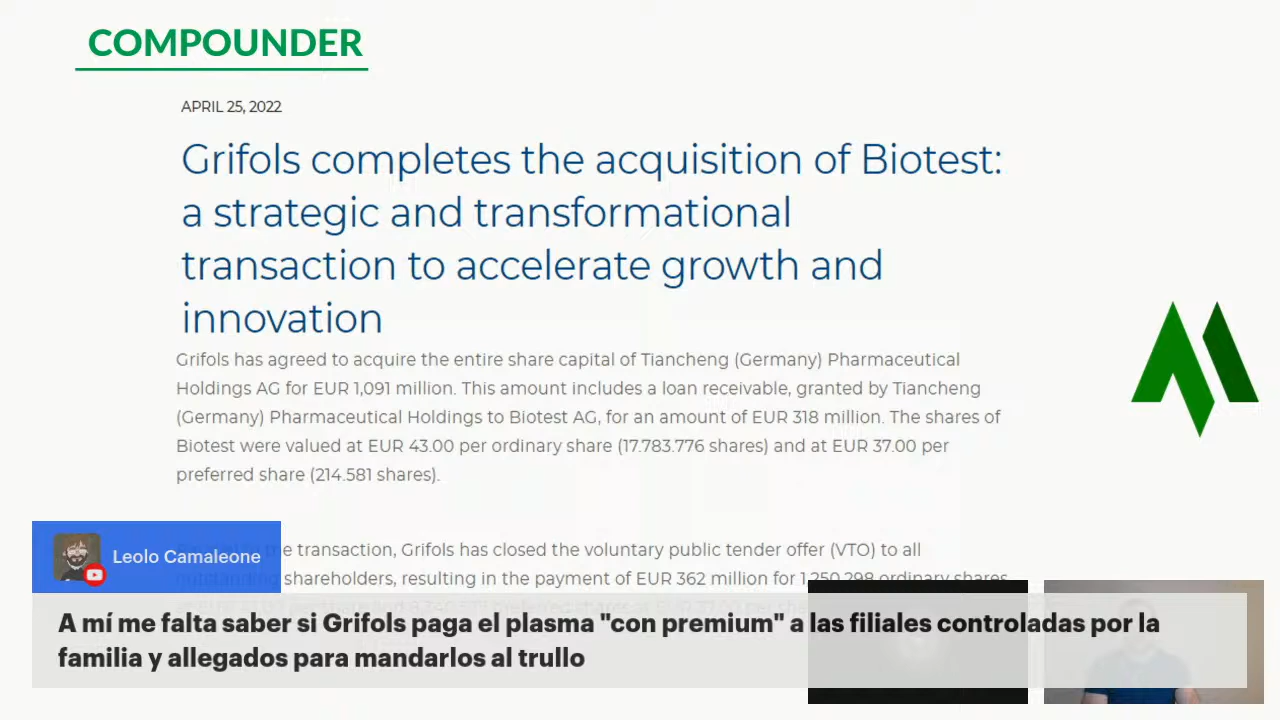 COMPOUNDER
APRIL 25, 2022
Grifols completes the acquisition of Biotest:
a strategic and transformational
transaction to accelerate growth and
innovation
Grifols has agreed to acquire the entire share capital of Tiancheng (Germany) Pharmaceutical
Holdings AG for EUR 1,091 million. This amount includes a loan receivable, granted by Tiancheng
(Germany) Pharmaceutical Holdings to Biotest AG, for an amount of EUR 318 million. The shares of
Biotest were valued at EUR 43.00 per ordinary share (17.783.776 shares) and at EUR 37.00 per
preferred share (214.581 shares).
transaction, Grifols has closed the voluntary public tender offer (VTO) to all
shareholders, resulting in the payment of EUR 362 million for 1,250,298 ordinary shares
Leolo Camaleone
A mí me falta saber si Grifols paga el plasma "con premium" a las filiales controladas por la
familia y allegados para mandarlos al trullo